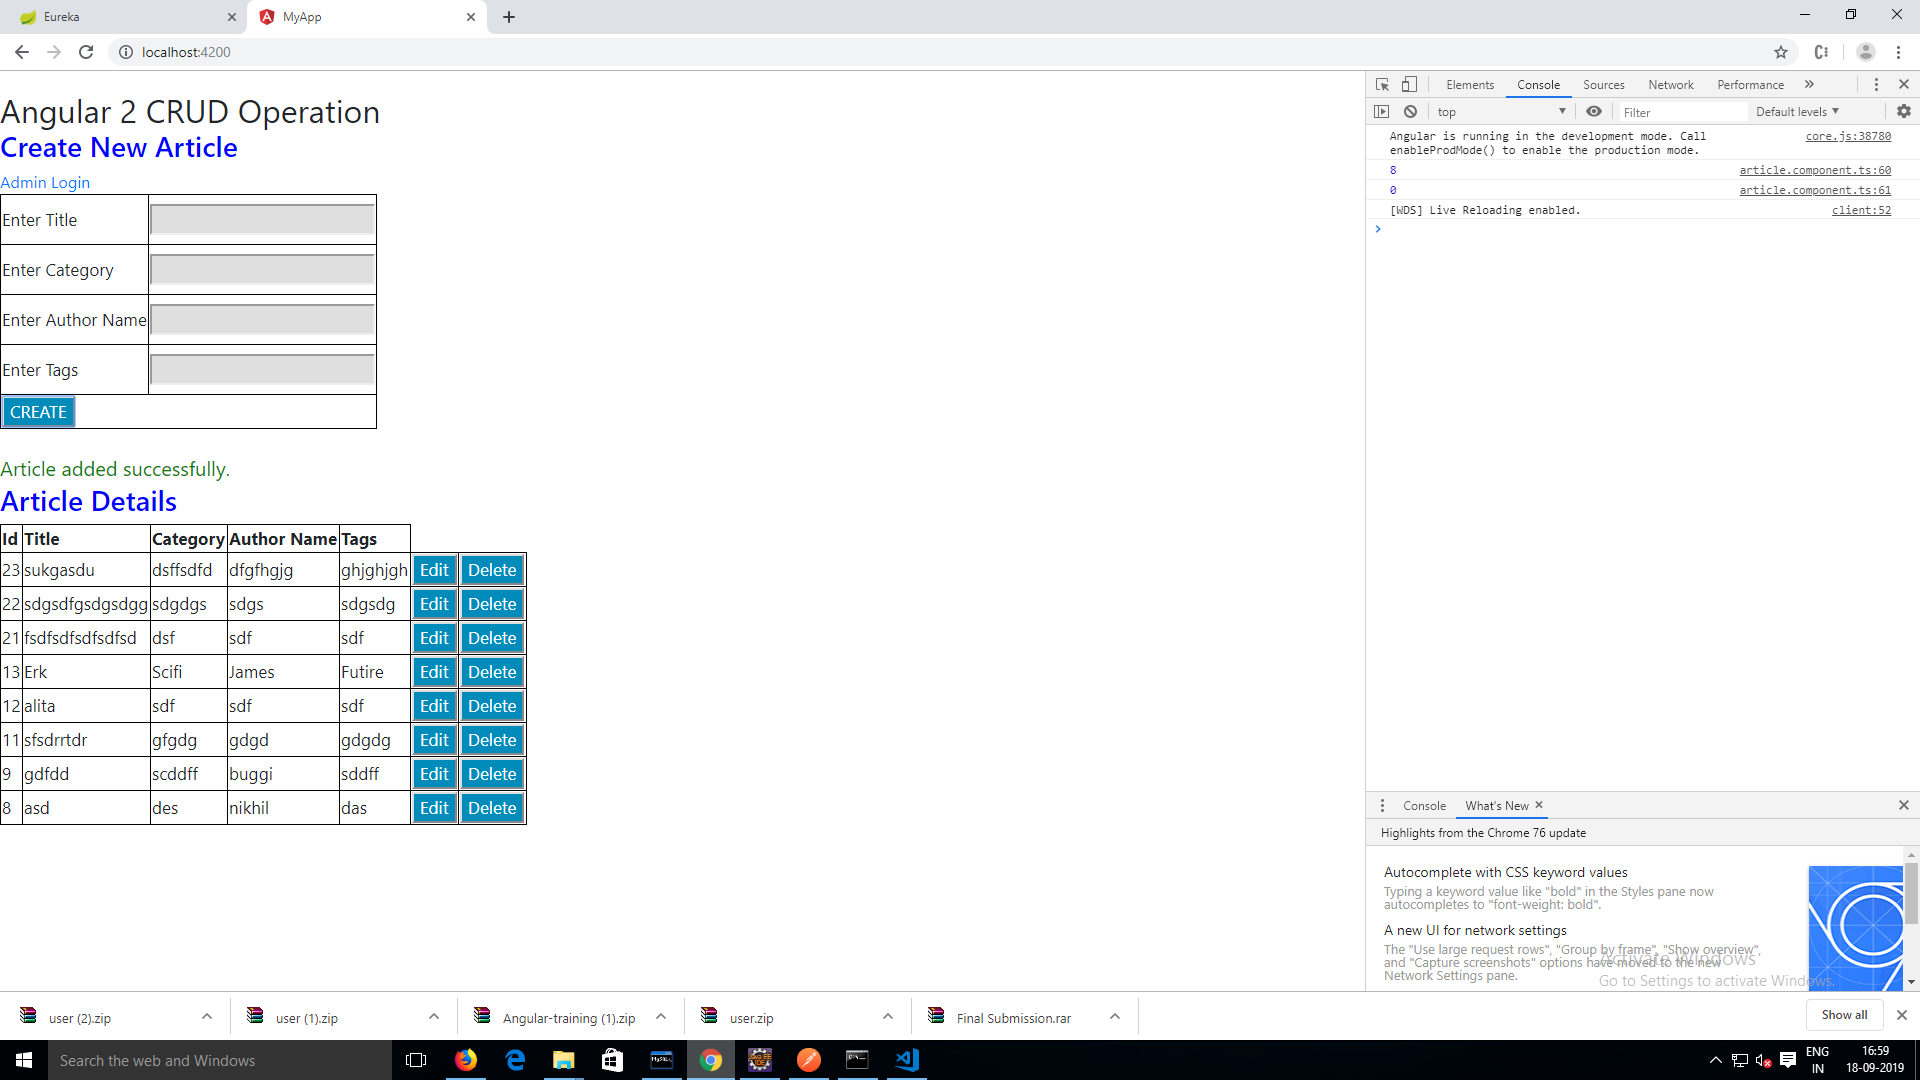 Eureka
MyApp
localhost:4200
Angular 2 CRUD Operation
Create New Article
Admin Login
Enter Title
Enter Category
Enter Author Name
Enter Tags
CREATE
Article added successfully.
Article Details
Id Title Category Author Name Tags
23 sukgasdu dsffsdfd dfgfhgjg ghjghjgh Edit Delete
22 sdgsdfgsdgsdgg sdgdgs sdgs sdgsdg Edit Delete
21 fsdfsdfsdfsdfsd dsf sdf sdf Edit Delete
13 Erk Scifi James Futire Edit Delete
12 alita sdf sdf sdf Edit Delete
11 sfsdrrtdr gfgdg gdgd gdgdg Edit Delete
9 gdfdd scddff buggi sddff Edit Delete
8 asd des nikhil das Edit Delete
Elements Console Sources Network Performance
top Filter Default levels
Angular is running in the development mode. Call core.js:38780
enableProdMode() to enable the production mode.
8 article.component.ts:60
0 article.component.ts:61
[WDS] Live Reloading enabled. client:52
Console What's New
Highlights from the Chrome 76 update
Autocomplete with CSS keyword values
Typing a keyword value like "bold" in the Styles pane now
autocompletes to "font-weight: bold".
A new UI for network settings
The "Use large request rows", "Group by frame", "Show overview",
and "Capture screenshots" options have moved to the new
Network Settings pane.
Activate Windows
Go to Settings to activate Windows.
user (2).zip
user (1).zip
Angular-training (1).zip
user.zip
Final Submission.rar
Show all
Search the web and Windows
ENG
IN
16:59
18-09-2019